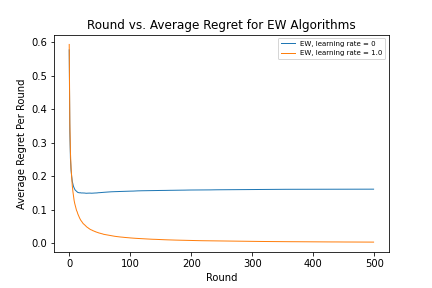 Round vs. Average Regret for EW Algorithms
EW, learning rate = 0
EW, learning rate = 1.0
Average Regret Per Round
0.6
0.5
0.4
0.3
0.2
0.1
0.0
0 100 200 300 400 500
Round